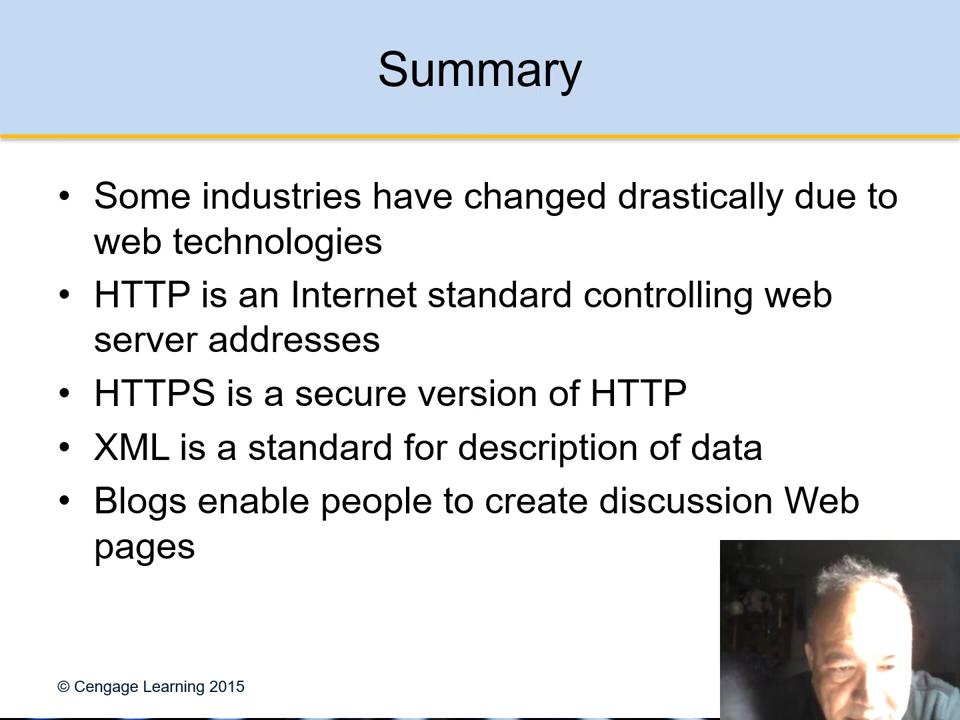 Summary
• Some industries have changed drastically due to
web technologies
• HTTP is an Internet standard controlling web
server addresses
• HTTPS is a secure version of HTTP
• XML is a standard for description of data
• Blogs enable people to create discussion Web
pages
© Cengage Learning 2015